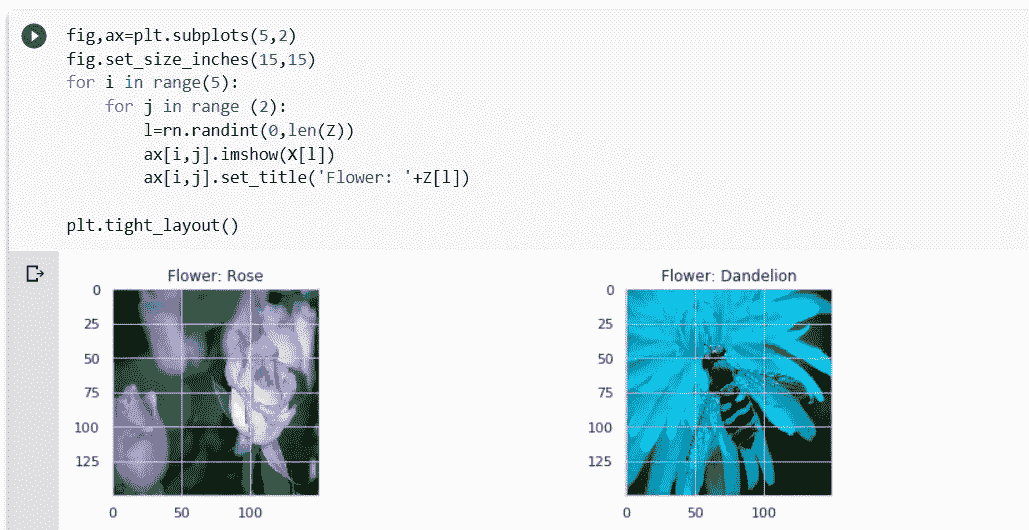 fig,ax=plt.subplots(5,2)
fig.set_size_inches(15,15)
for i in range(5):
    for j in range (2):
        l=rn.randint(0,len(Z))
        ax[i,j].imshow(X[l])
        ax[i,j].set_title('Flower: '+Z[l])
plt.tight_layout()
Flower: Rose
0
25
50
75
100
125
0 50 100
Flower: Dandelion
0
25
50
75
100
125
0 50 100